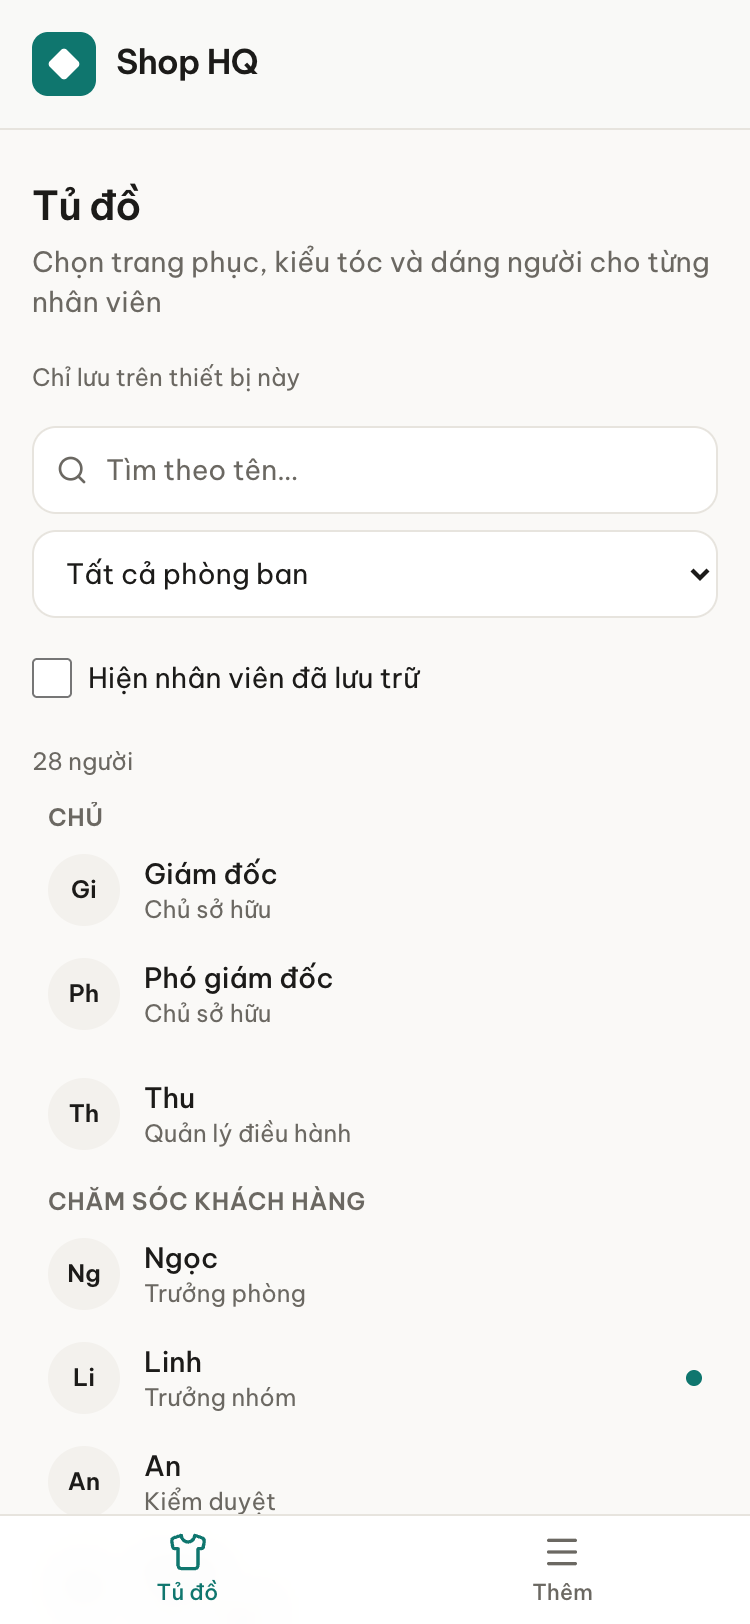 Shop HQ
Tủ đồ
Chọn trang phục, kiểu tóc và dáng người cho từng
nhân viên
Chỉ lưu trên thiết bị này
Tìm theo tên...
Tất cả phòng ban
Hiện nhân viên đã lưu trữ
28 người
CHỦ
Gi
Giám đốc
Chủ sở hữu
Ph
Phó giám đốc
Chủ sở hữu
Th
Thu
Quản lý điều hành
CHĂM SÓC KHÁCH HÀNG
Ng
Ngọc
Trưởng phòng
Li
Linh
Trưởng nhóm
An
An
Kiểm duyệt
Tủ đồ
Thêm